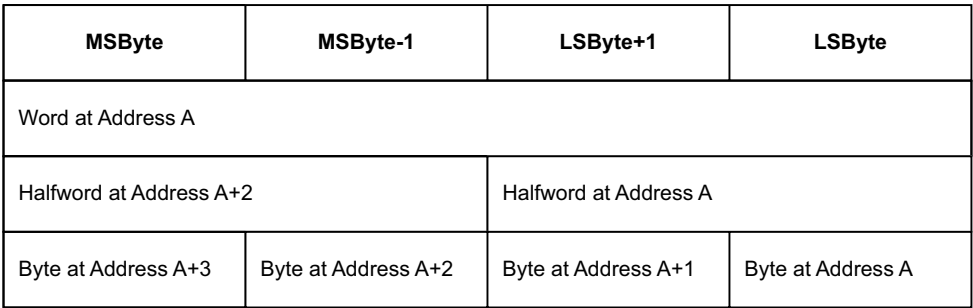 MSByte MSByte-1 LSByte+1 LSByte
Word at Address A
Halfword at Address A+2 Halfword at Address A
Byte at Address A+3 Byte at Address A+2 Byte at Address A+1 Byte at Address A